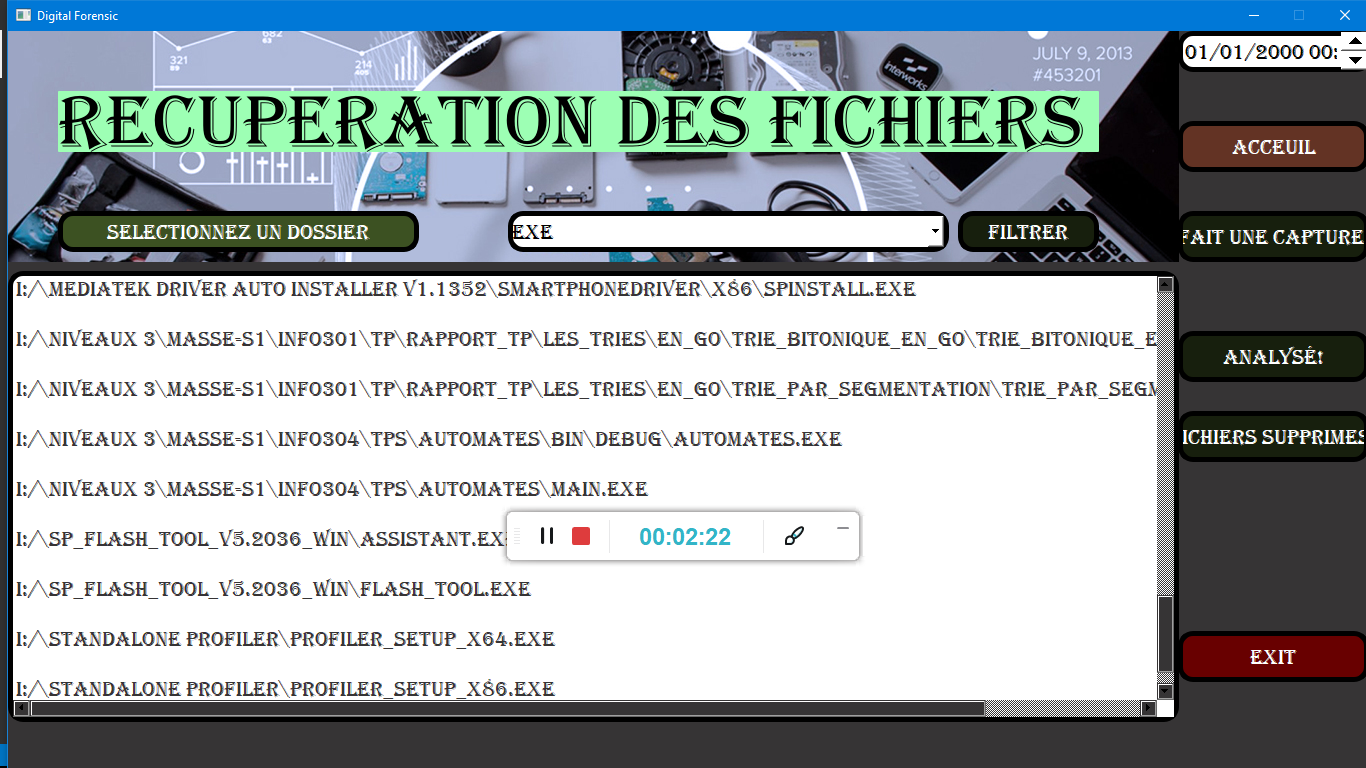 Digital Forensic
682
63
321
89
214
406
JULY 9, 2013
#453201
interworks
01/01/2000 00:
RECUPERATION DES FICHIERS
ACCEUIL
SELECTIONNEZ UN DOSSIER
EXE
FILTRER
FAIT UNE CAPTURE
I:/\MEDIATEK DRIVER AUTO INSTALLER V1.1352\SMARTPHONEDRIVER\X86\SPINSTALL.EXE
I:/\NIVEAUX 3\MASSE-S1\INFO301\TP\RAPPORT_TP\LES_TRIES\EN_GO\TRIE_BITONIQUE_EN_GO\TRIE_BITONIQUE_E
I:/\NIVEAUX 3\MASSE-S1\INFO301\TP\RAPPORT_TP\LES_TRIES\EN_GO\TRIE_PAR_SEGMENTATION\TRIE_PAR_SEGM
I:/\NIVEAUX 3\MASSE-S1\INFO304\TPS\AUTOMATES\BIN\DEBUG\AUTOMATES.EXE
I:/\NIVEAUX 3\MASSE-S1\INFO304\TPS\AUTOMATES\MAIN.EXE
I:/\SP_FLASH_TOOL_V5.2036_WIN\ASSISTANT.EX
I:/\SP_FLASH_TOOL_V5.2036_WIN\FLASH_TOOL.EXE
I:/\STANDALONE PROFILER\PROFILER_SETUP_X64.EXE
I:/\STANDALONE PROFILER\PROFILER_SETUP_X86.EXE
00:02:22
ANALYSÉ!
ICHIERS SUPPRIMES
EXIT